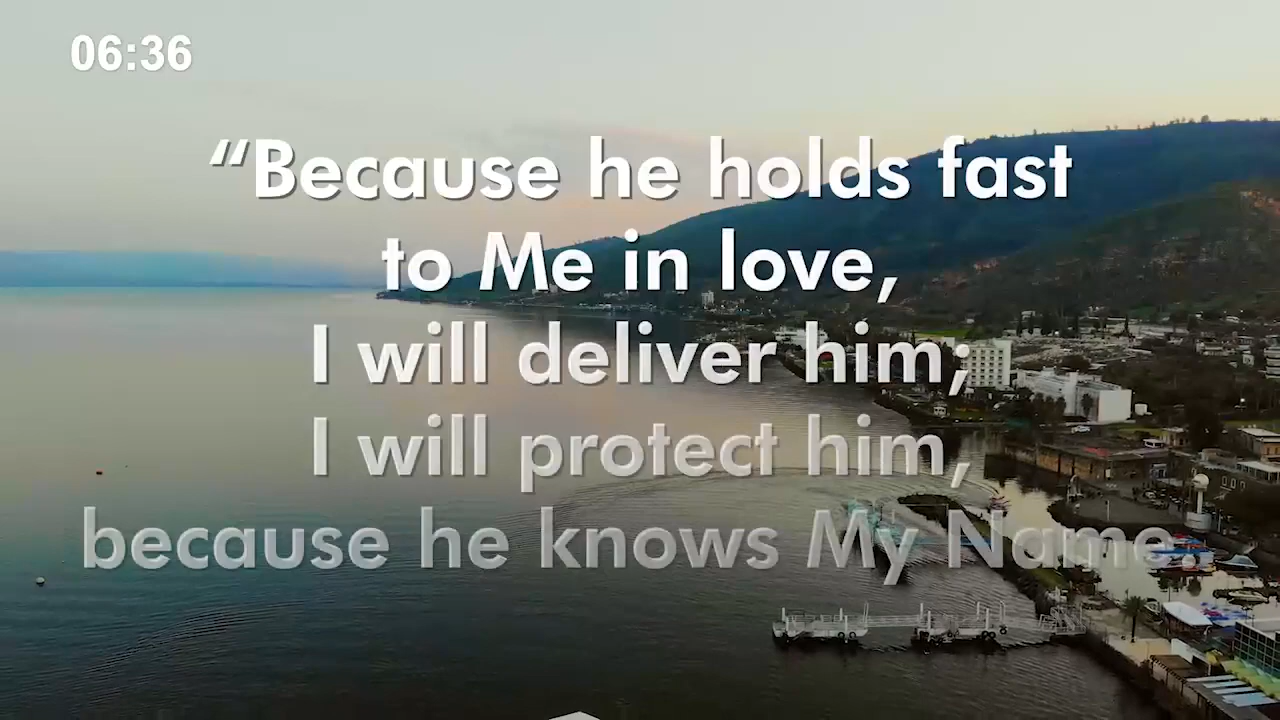 06:36
“Because he holds fast
to Me in love,
I will deliver him;
I will protect him,
because he knows My Name.